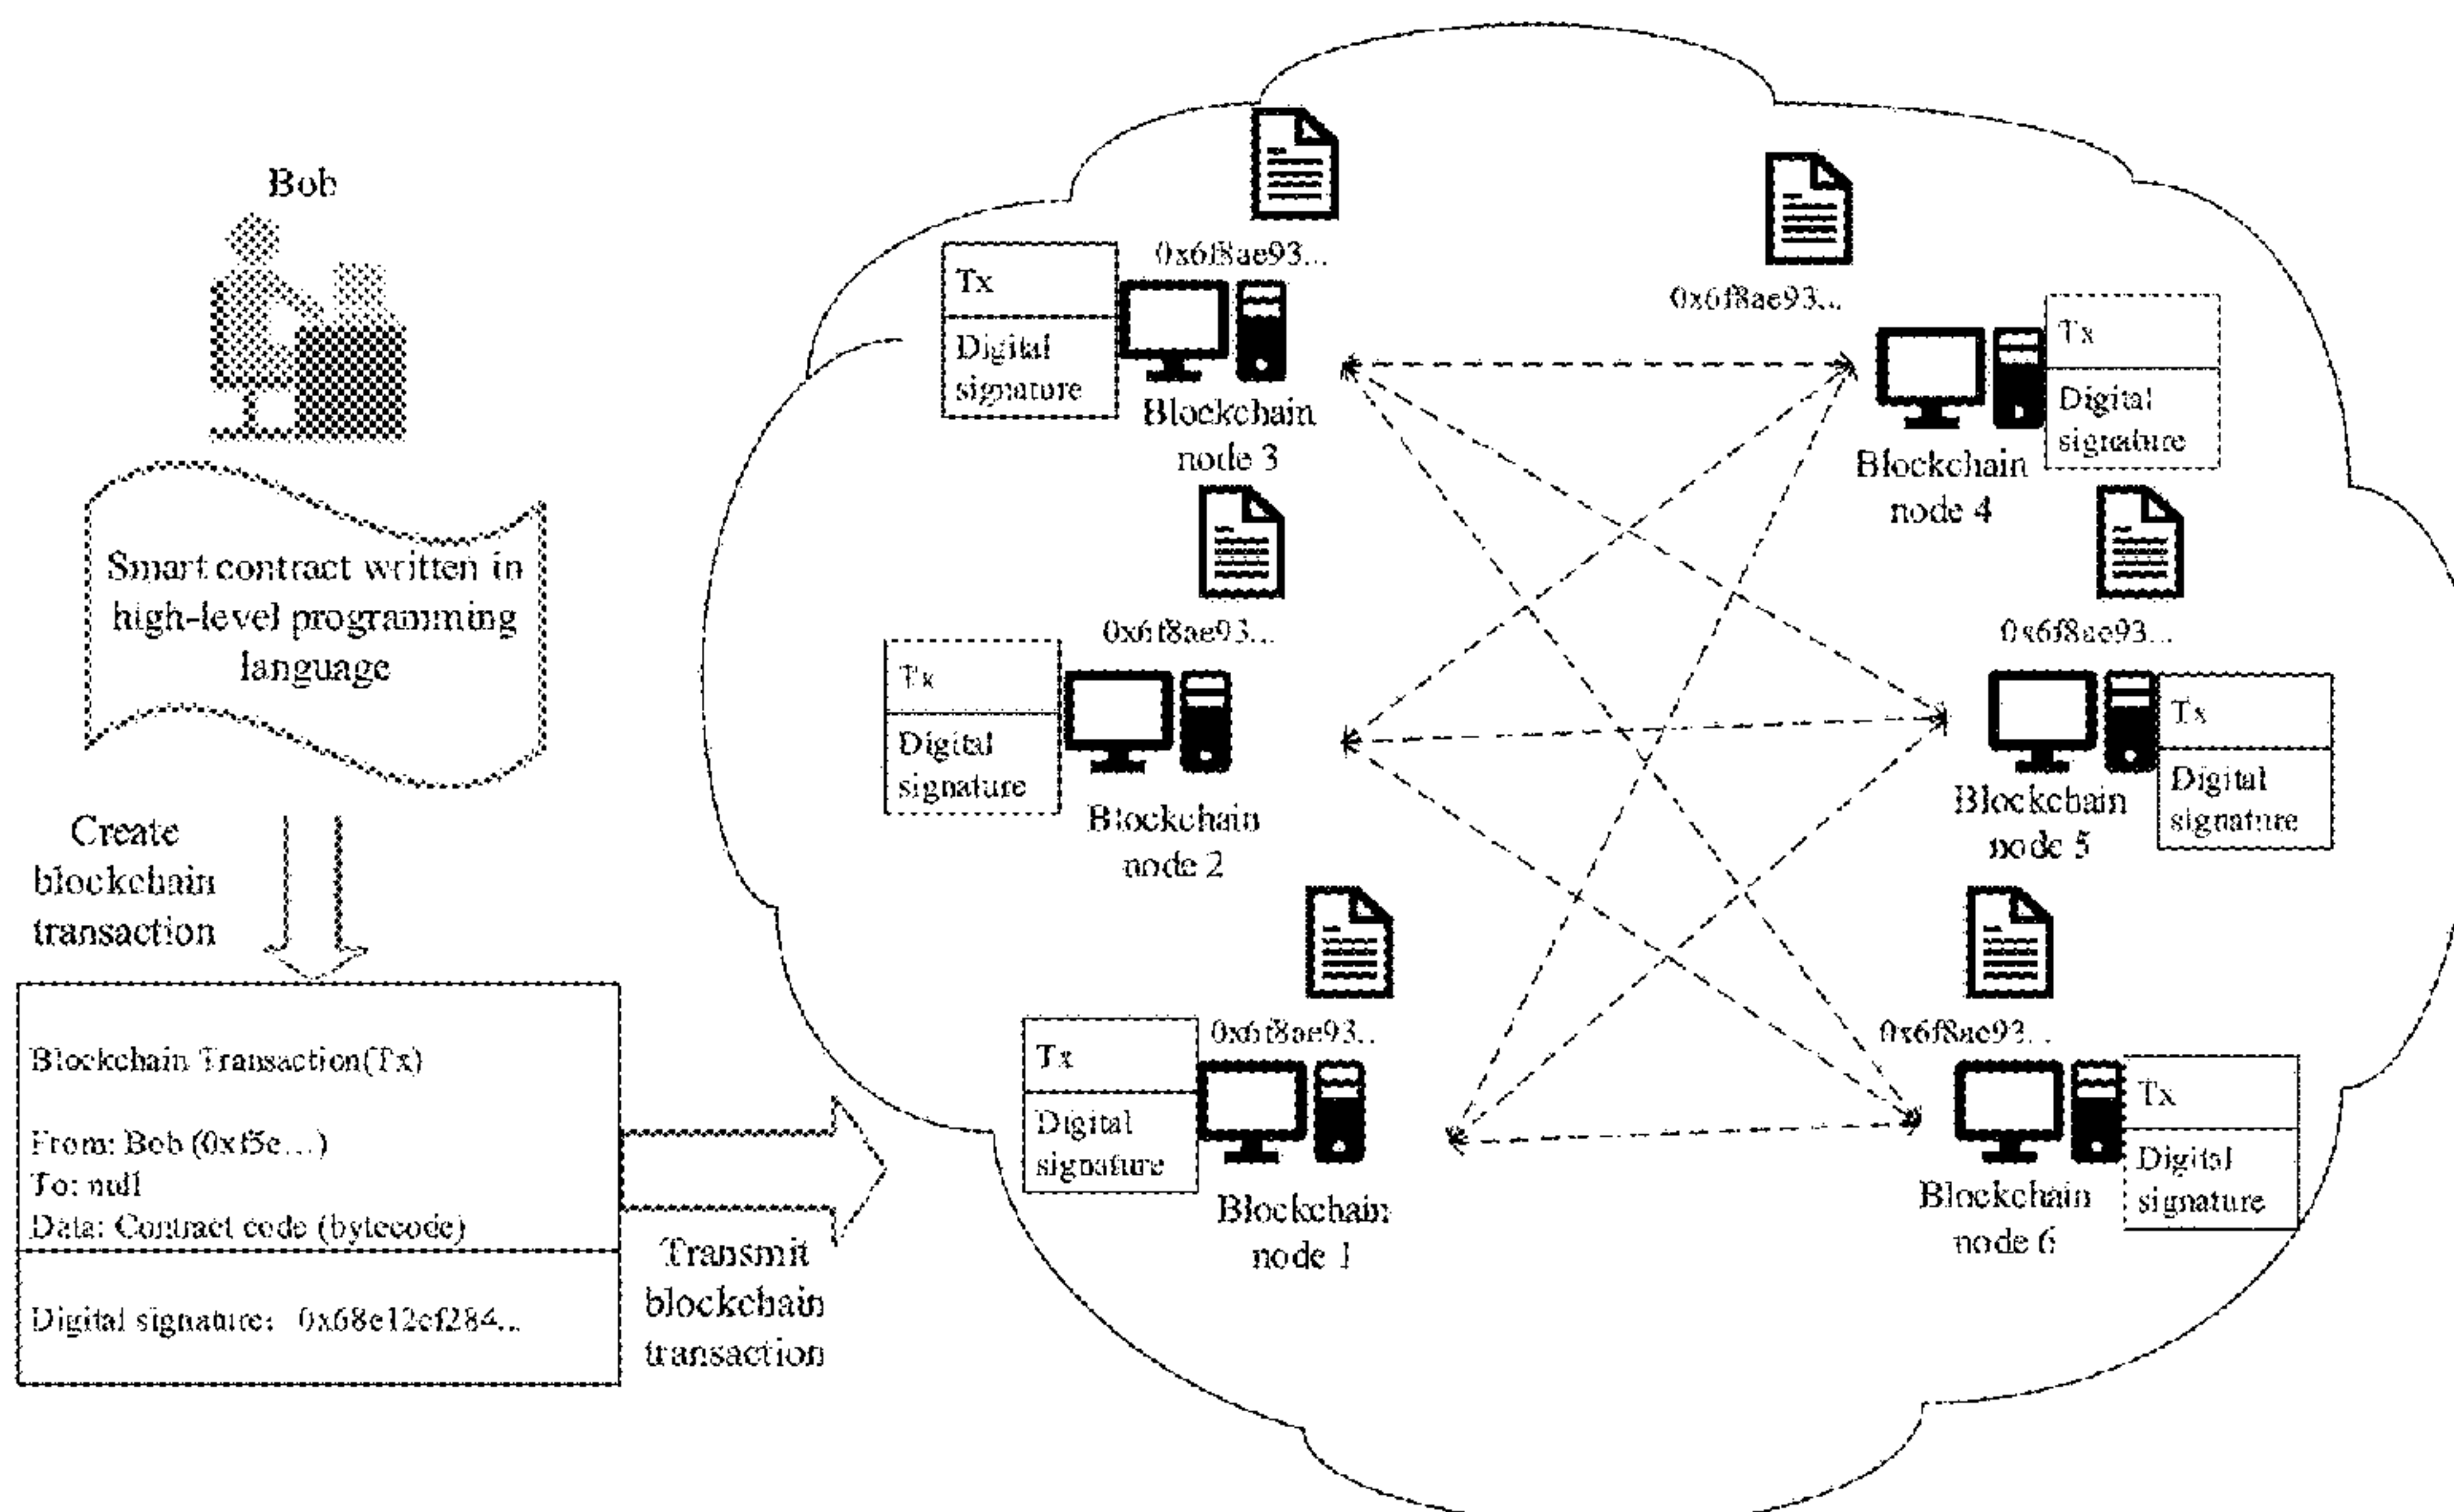 Bob
Smart contract written in
high-level programming
language
Create
blockchain
transaction
Blockchain Transaction(Tx)
From: Bob (0xf5e...)
To: null
Data: Contract code (bytecode)
Digital signature: 0x68e12cf284...
Transmit
blockchain
transaction
0x6f8ae93...
Tx
Digital
signature
Blockchain
node 3
0x6f8ae93...
Tx
Digital
signature
Blockchain
node 4
0x6f8ae93...
Tx
Digital
signature
Blockchain
node 2
0x6f8ae93...
Tx
Digital
signature
Blockchain
node 5
0x6f8ae93..
Tx
Digital
signature
Blockchain
node 1
0x6f8ae93...
Tx
Digital
signature
Blockchain
node 6